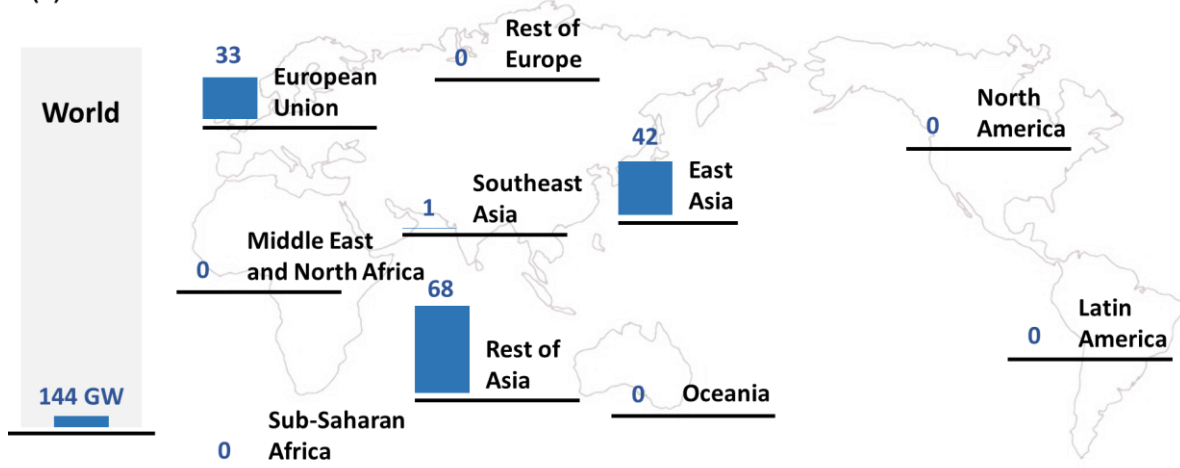 World
144 GW
33
European
Union
0
Rest of
Europe
0
North
America
42
East
Asia
1
Southeast
Asia
0
Middle East
and North Africa
68
Rest of
Asia
0
Latin
America
0
Oceania
0
Sub-Saharan
Africa